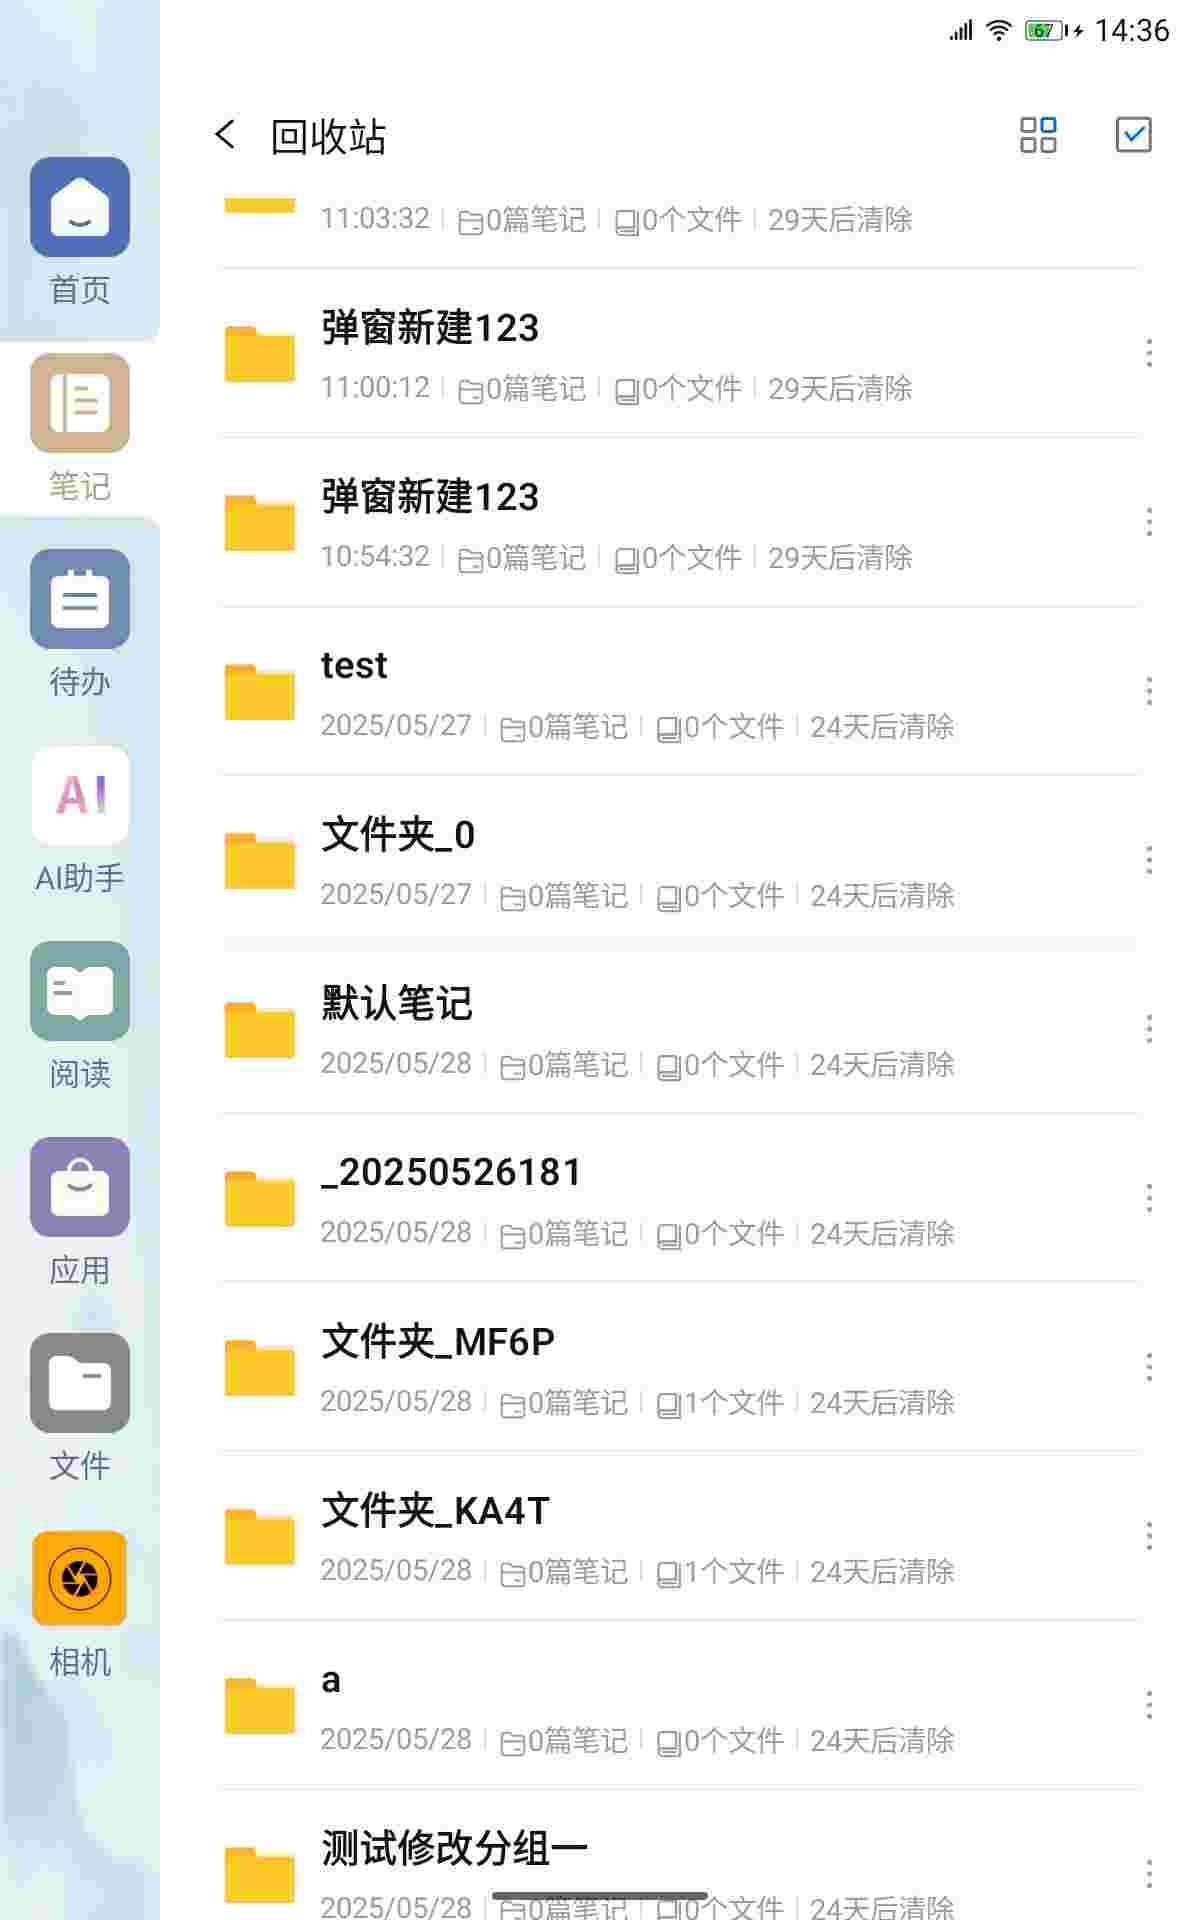 67 14:36
回收站
11:03:32 0篇笔记 0个文件 29天后清除
弹窗新建123
11:00:12 0篇笔记 0个文件 29天后清除
弹窗新建123
10:54:32 0篇笔记 0个文件 29天后清除
test
2025/05/27 0篇笔记 0个文件 24天后清除
文件夹_0
2025/05/27 0篇笔记 0个文件 24天后清除
默认笔记
2025/05/28 0篇笔记 0个文件 24天后清除
_20250526181
2025/05/28 0篇笔记 0个文件 24天后清除
文件夹_MF6P
2025/05/28 0篇笔记 1个文件 24天后清除
文件夹_KA4T
2025/05/28 0篇笔记 1个文件 24天后清除
a
2025/05/28 0篇笔记 0个文件 24天后清除
测试修改分组一
2025/05/28 0篇笔记 0个文件 24天后清除
首页
笔记
待办
AI
AI助手
阅读
应用
文件
相机